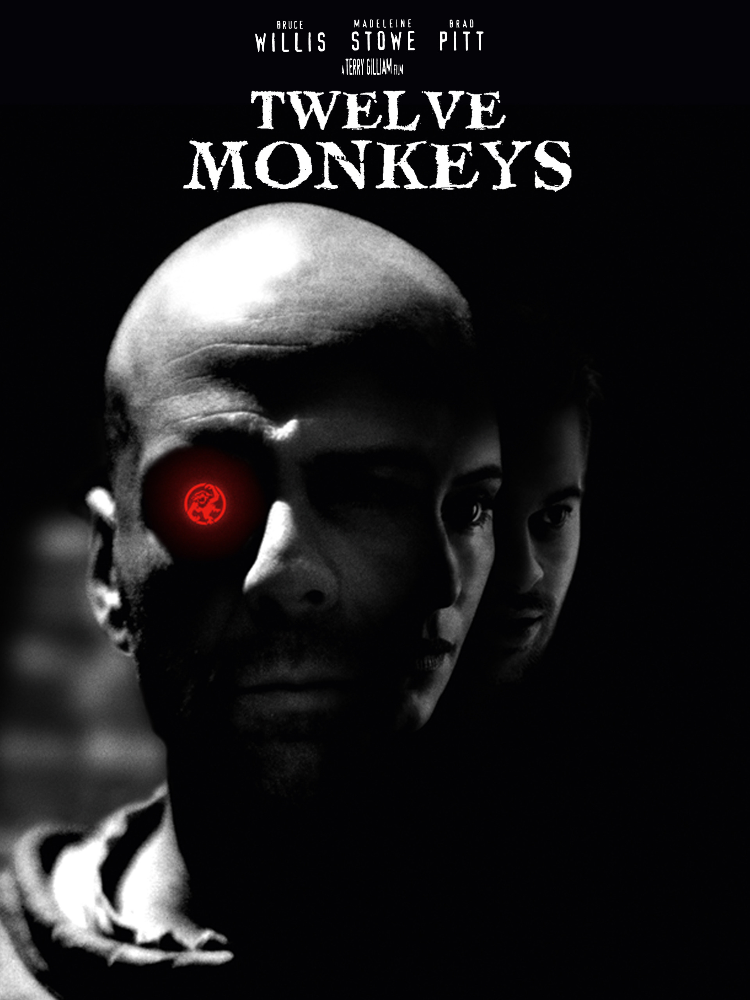 BRUCE MADELEINE BRAD
WILLIS STOWE PITT
A TERRY GILLIAM FILM
TWELVE
MONKEYS